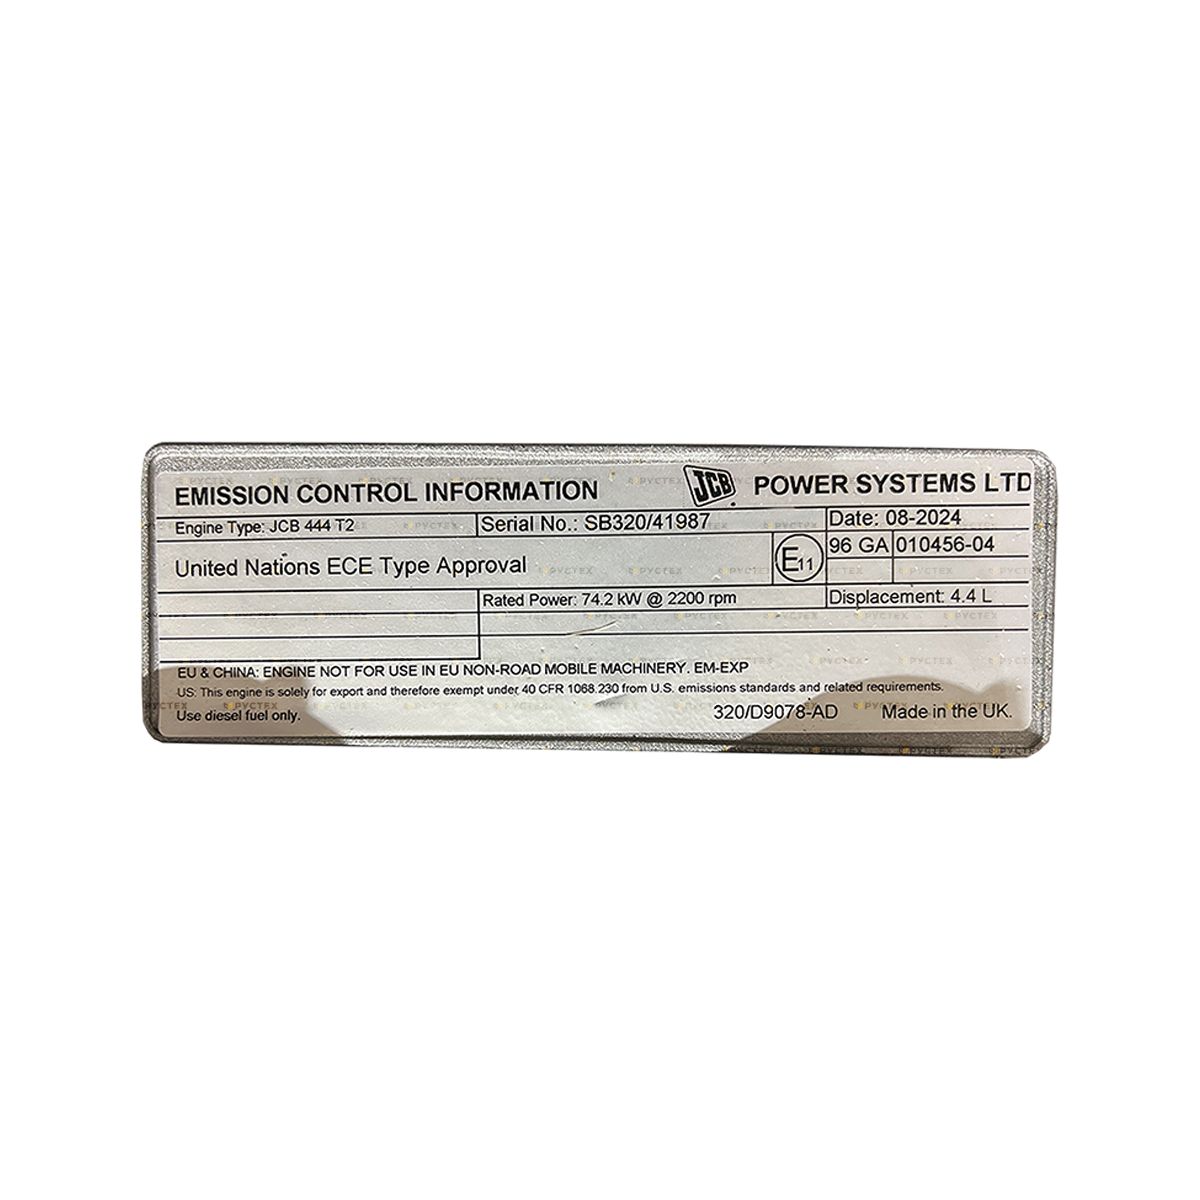 EMISSION CONTROL INFORMATION JCB POWER SYSTEMS LTD
Engine Type: JCB 444 T2 Serial No.: SB320/41987 Date: 08-2024
United Nations ECE Type Approval E11 96 GA 010456-04
Rated Power: 74.2 kW @ 2200 rpm Displacement: 4.4 L
EU & CHINA: ENGINE NOT FOR USE IN EU NON-ROAD MOBILE MACHINERY. EM-EXP
US: This engine is solely for export and therefore exempt under 40 CFR 1068.230 from U.S. emissions standards and related requirements.
Use diesel fuel only. 320/D9078-AD Made in the UK.
РУСТЕХ